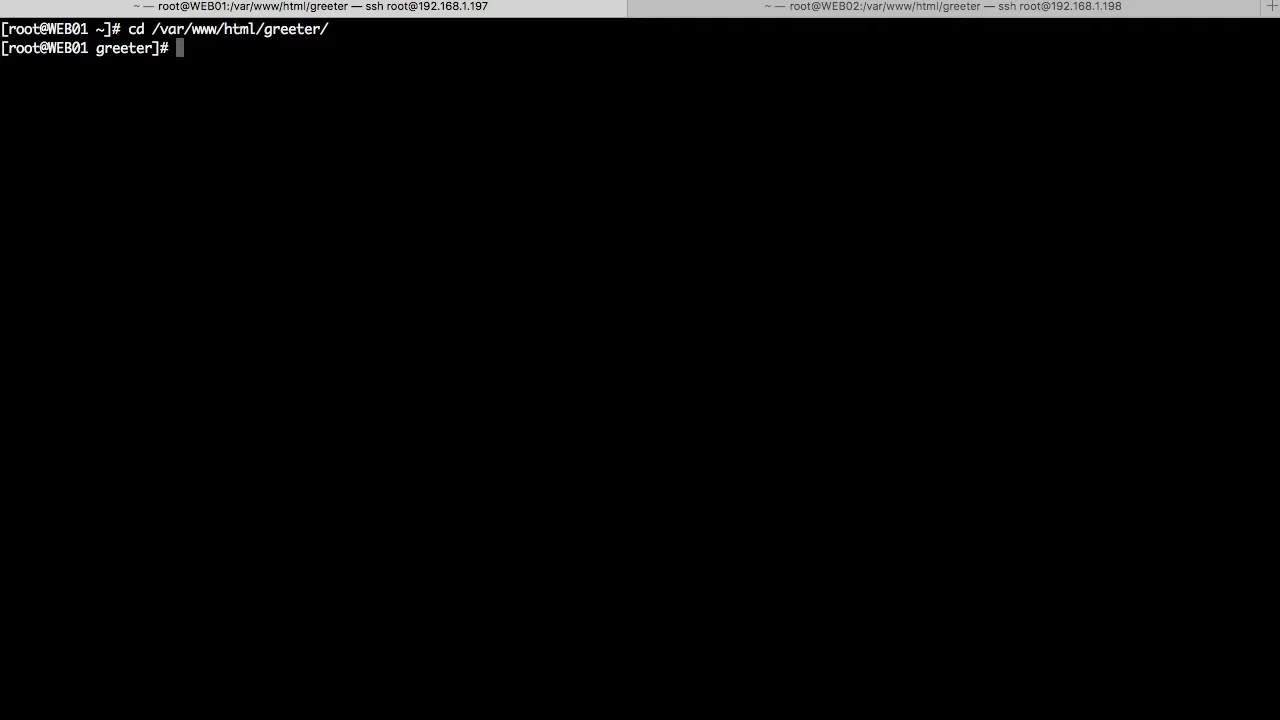 ~ — root@WEB01:/var/www/html/greeter — ssh root@192.168.1.197
~ — root@WEB02:/var/www/html/greeter — ssh root@192.168.1.198
+
[root@WEB01 ~]# cd /var/www/html/greeter/
[root@WEB01 greeter]#